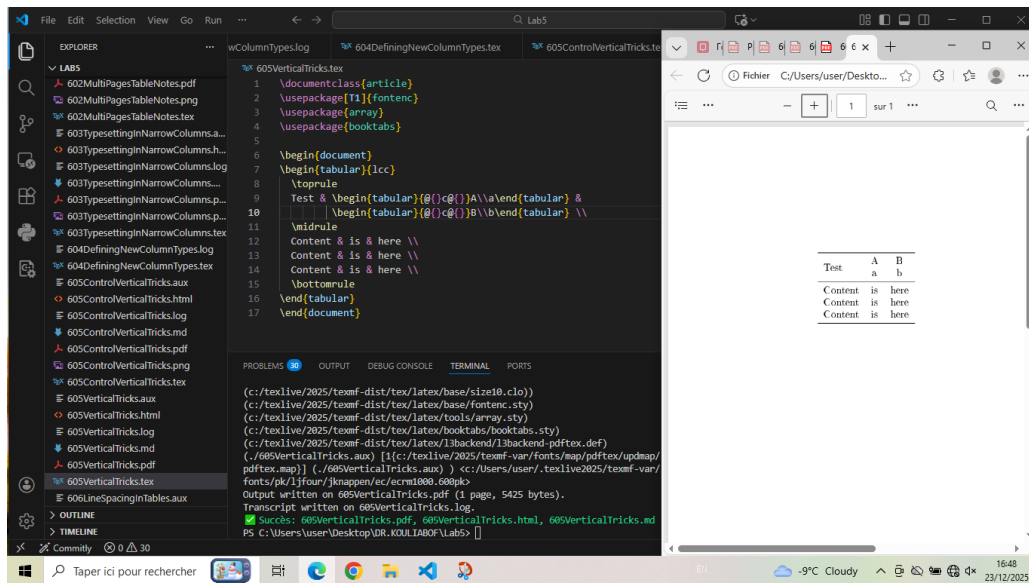 File Edit Selection View Go Run ··· Lab5
EXPLORER ···
LAB5
602MultiPagesTableNotes.pdf
602MultiPagesTableNotes.png
602MultiPagesTableNotes.tex
603TypesettingInNarrowColumns.a...
603TypesettingInNarrowColumns.h...
603TypesettingInNarrowColumns.log
603TypesettingInNarrowColumns....
603TypesettingInNarrowColumns.p...
603TypesettingInNarrowColumns.p...
603TypesettingInNarrowColumns.tex
604DefiningNewColumnTypes.log
604DefiningNewColumnTypes.tex
605ControlVerticalTricks.aux
605ControlVerticalTricks.html
605ControlVerticalTricks.log
605ControlVerticalTricks.md
605ControlVerticalTricks.pdf
605ControlVerticalTricks.png
605ControlVerticalTricks.tex
605VerticalTricks.aux
605VerticalTricks.html
605VerticalTricks.log
605VerticalTricks.md
605VerticalTricks.pdf
605VerticalTricks.tex
606LineSpacingInTables.aux
OUTLINE
TIMELINE
wColumnTypes.log 604DefiningNewColumnTypes.tex 605ControlVerticalTricks.te
605VerticalTricks.tex
1 \documentclass{article}
2 \usepackage[T1]{fontenc}
3 \usepackage{array}
4 \usepackage{booktabs}
5
6 \begin{document}
7 \begin{tabular}{lcc}
8 \toprule
9 Test & \begin{tabular}{@{}c@{}}A\\a\end{tabular} &
10 \begin{tabular}{@{}c@{}}B\\b\end{tabular} \\
11 \midrule
12 Content & is & here \\
13 Content & is & here \\
14 Content & is & here \\
15 \bottomrule
16 \end{tabular}
17 \end{document}
PROBLEMS 30 OUTPUT DEBUG CONSOLE TERMINAL PORTS
(c:/texlive/2025/texmf-dist/tex/latex/base/size10.clo))
(c:/texlive/2025/texmf-dist/tex/latex/base/fontenc.sty)
(c:/texlive/2025/texmf-dist/tex/latex/tools/array.sty)
(c:/texlive/2025/texmf-dist/tex/latex/booktabs/booktabs.sty)
(c:/texlive/2025/texmf-dist/tex/latex/l3backend/l3backend-pdftex.def)
(./605VerticalTricks.aux) [1{c:/texlive/2025/texmf-var/fonts/map/pdftex/updmap/
pdftex.map}] (./605VerticalTricks.aux) ) <c:/Users/user/.texlive2025/texmf-var/
fonts/pk/ljfour/jknappen/ec/ecrm1000.600pk>
Output written on 605VerticalTricks.pdf (1 page, 5425 bytes).
Transcript written on 605VerticalTricks.log.
✅ Succès: 605VerticalTricks.pdf, 605VerticalTricks.html, 605VerticalTricks.md
PS C:\Users\user\Desktop\DR.KOULIABOF\Lab5>
Commitly 0 30
Fichier C:/Users/user/Deskto...
1 sur 1 ···
Test A B
a b
Content is here
Content is here
Content is here
Taper ici pour rechercher
-9°C Cloudy
16:48
23/12/2025